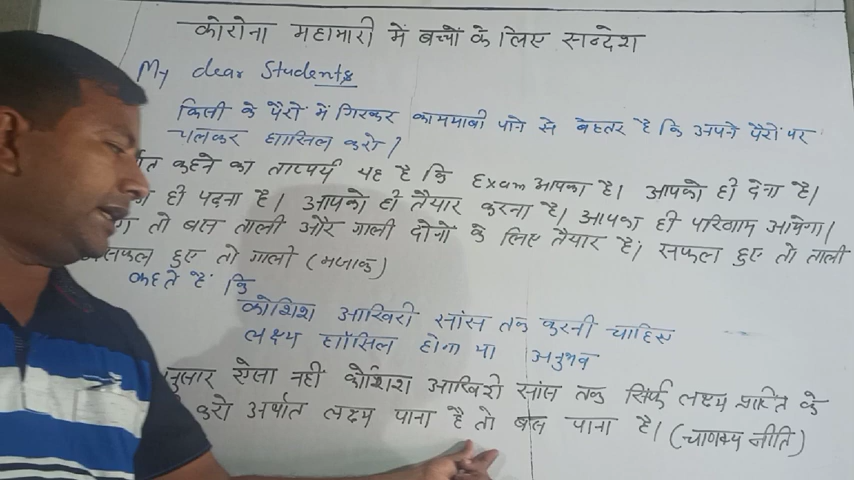 कोरोना महामारी में बच्चों के लिए सन्देश
My dear Students
किसी के पैरों में गिरकर कामयाबी पाने से बेहतर है कि अपने पैरों पर
चलकर हासिल करो।
कहने का तात्पर्य यह है कि Exam आपका है। आपको ही देना है।
ही पढ़ना है। आपको ही तैयार करना है। आपका ही परिणाम आयेगा।
तो बस ताली और गाली दोनों के लिए तैयार है। सफल हुए तो ताली
हुए तो गाली (मजाक)
कहते हैं कि
कोशिश आखिरी सांस तक करनी चाहिए
लक्ष्य हाँसिल होगा या अनुभव
ऐसा नहीं कोशिश आखिरी सांस तक सिर्फ लक्ष्य प्राप्ति के
करो अर्थात लक्ष्य पाना है तो बस पाना है। (चाणक्य नीति)